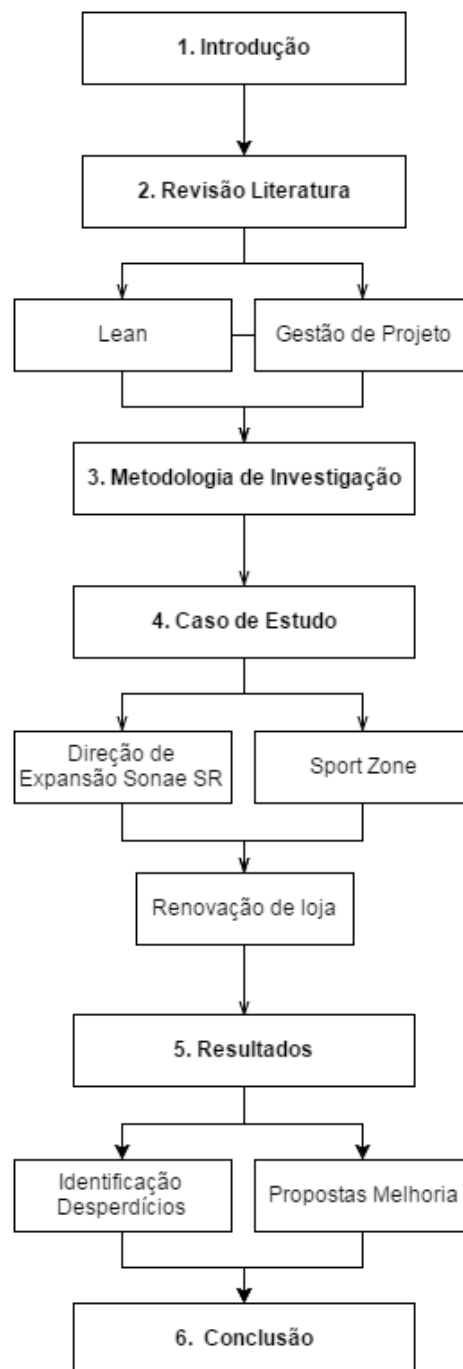 1. Introdução
2. Revisão Literatura
Lean
Gestão de Projeto
3. Metodologia de Investigação
4. Caso de Estudo
Direção de
Expansão Sonae SR
Sport Zone
Renovação de loja
5. Resultados
Identificação
Desperdícios
Propostas Melhoria
6. Conclusão